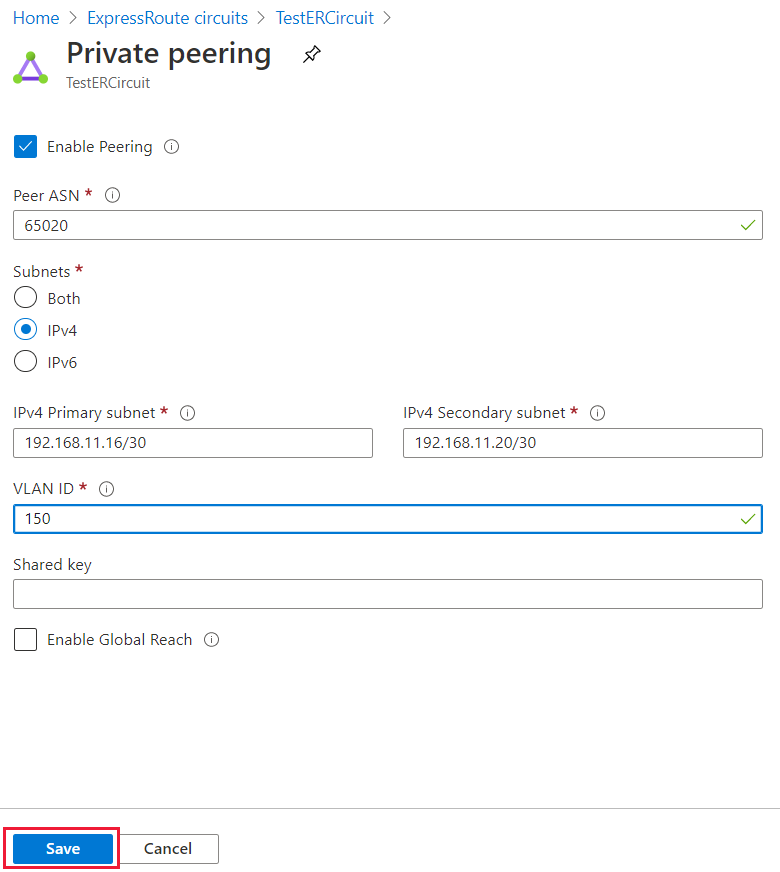 Home > ExpressRoute circuits > TestERCircuit >
Private peering
TestERCircuit
Enable Peering
Peer ASN *
65020
Subnets *
Both
IPv4
IPv6
IPv4 Primary subnet * IPv4 Secondary subnet *
192.168.11.16/30 192.168.11.20/30
VLAN ID *
150
Shared key
Enable Global Reach
Save Cancel